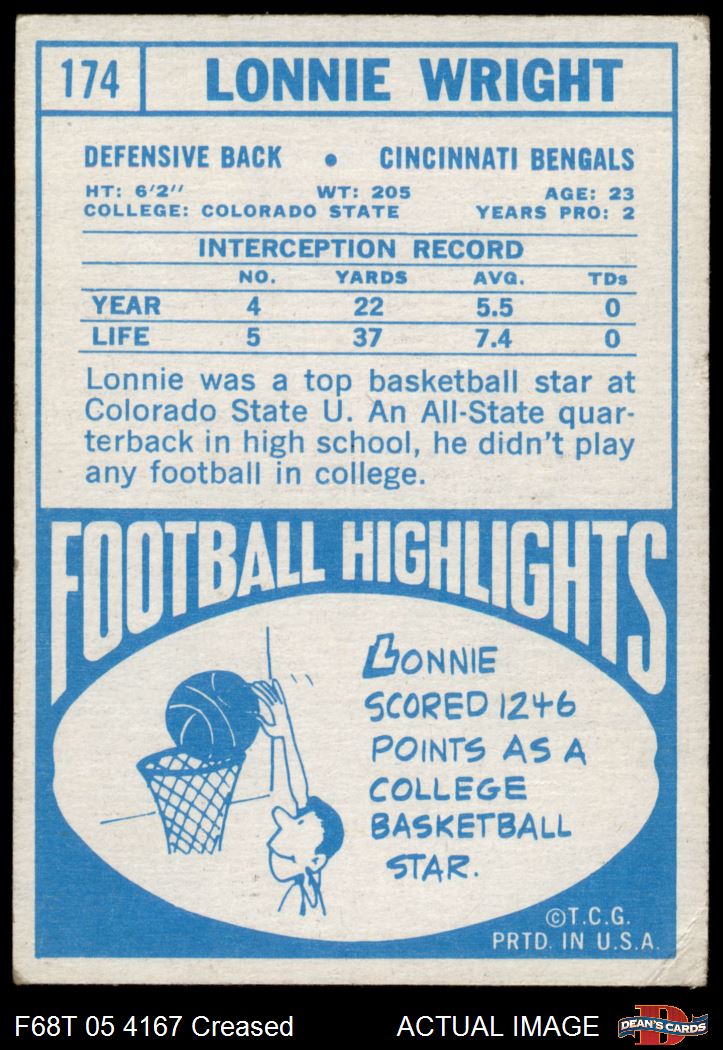 174 LONNIE WRIGHT
DEFENSIVE BACK • CINCINNATI BENGALS
HT: 6'2'' WT: 205 AGE: 23
COLLEGE: COLORADO STATE YEARS PRO: 2
INTERCEPTION RECORD
NO. YARDS AVG. TDs
YEAR 4 22 5.5 0
LIFE 5 37 7.4 0
Lonnie was a top basketball star at
Colorado State U. An All-State quar-
terback in high school, he didn't play
any football in college.
FOOTBALL HIGHLIGHTS
LONNIE
SCORED 1246
POINTS AS A
COLLEGE
BASKETBALL
STAR.
©T.C.G.
PRTD. IN U.S.A.
F68T 05 4167 Creased ACTUAL IMAGE D DEAN'S CARDS